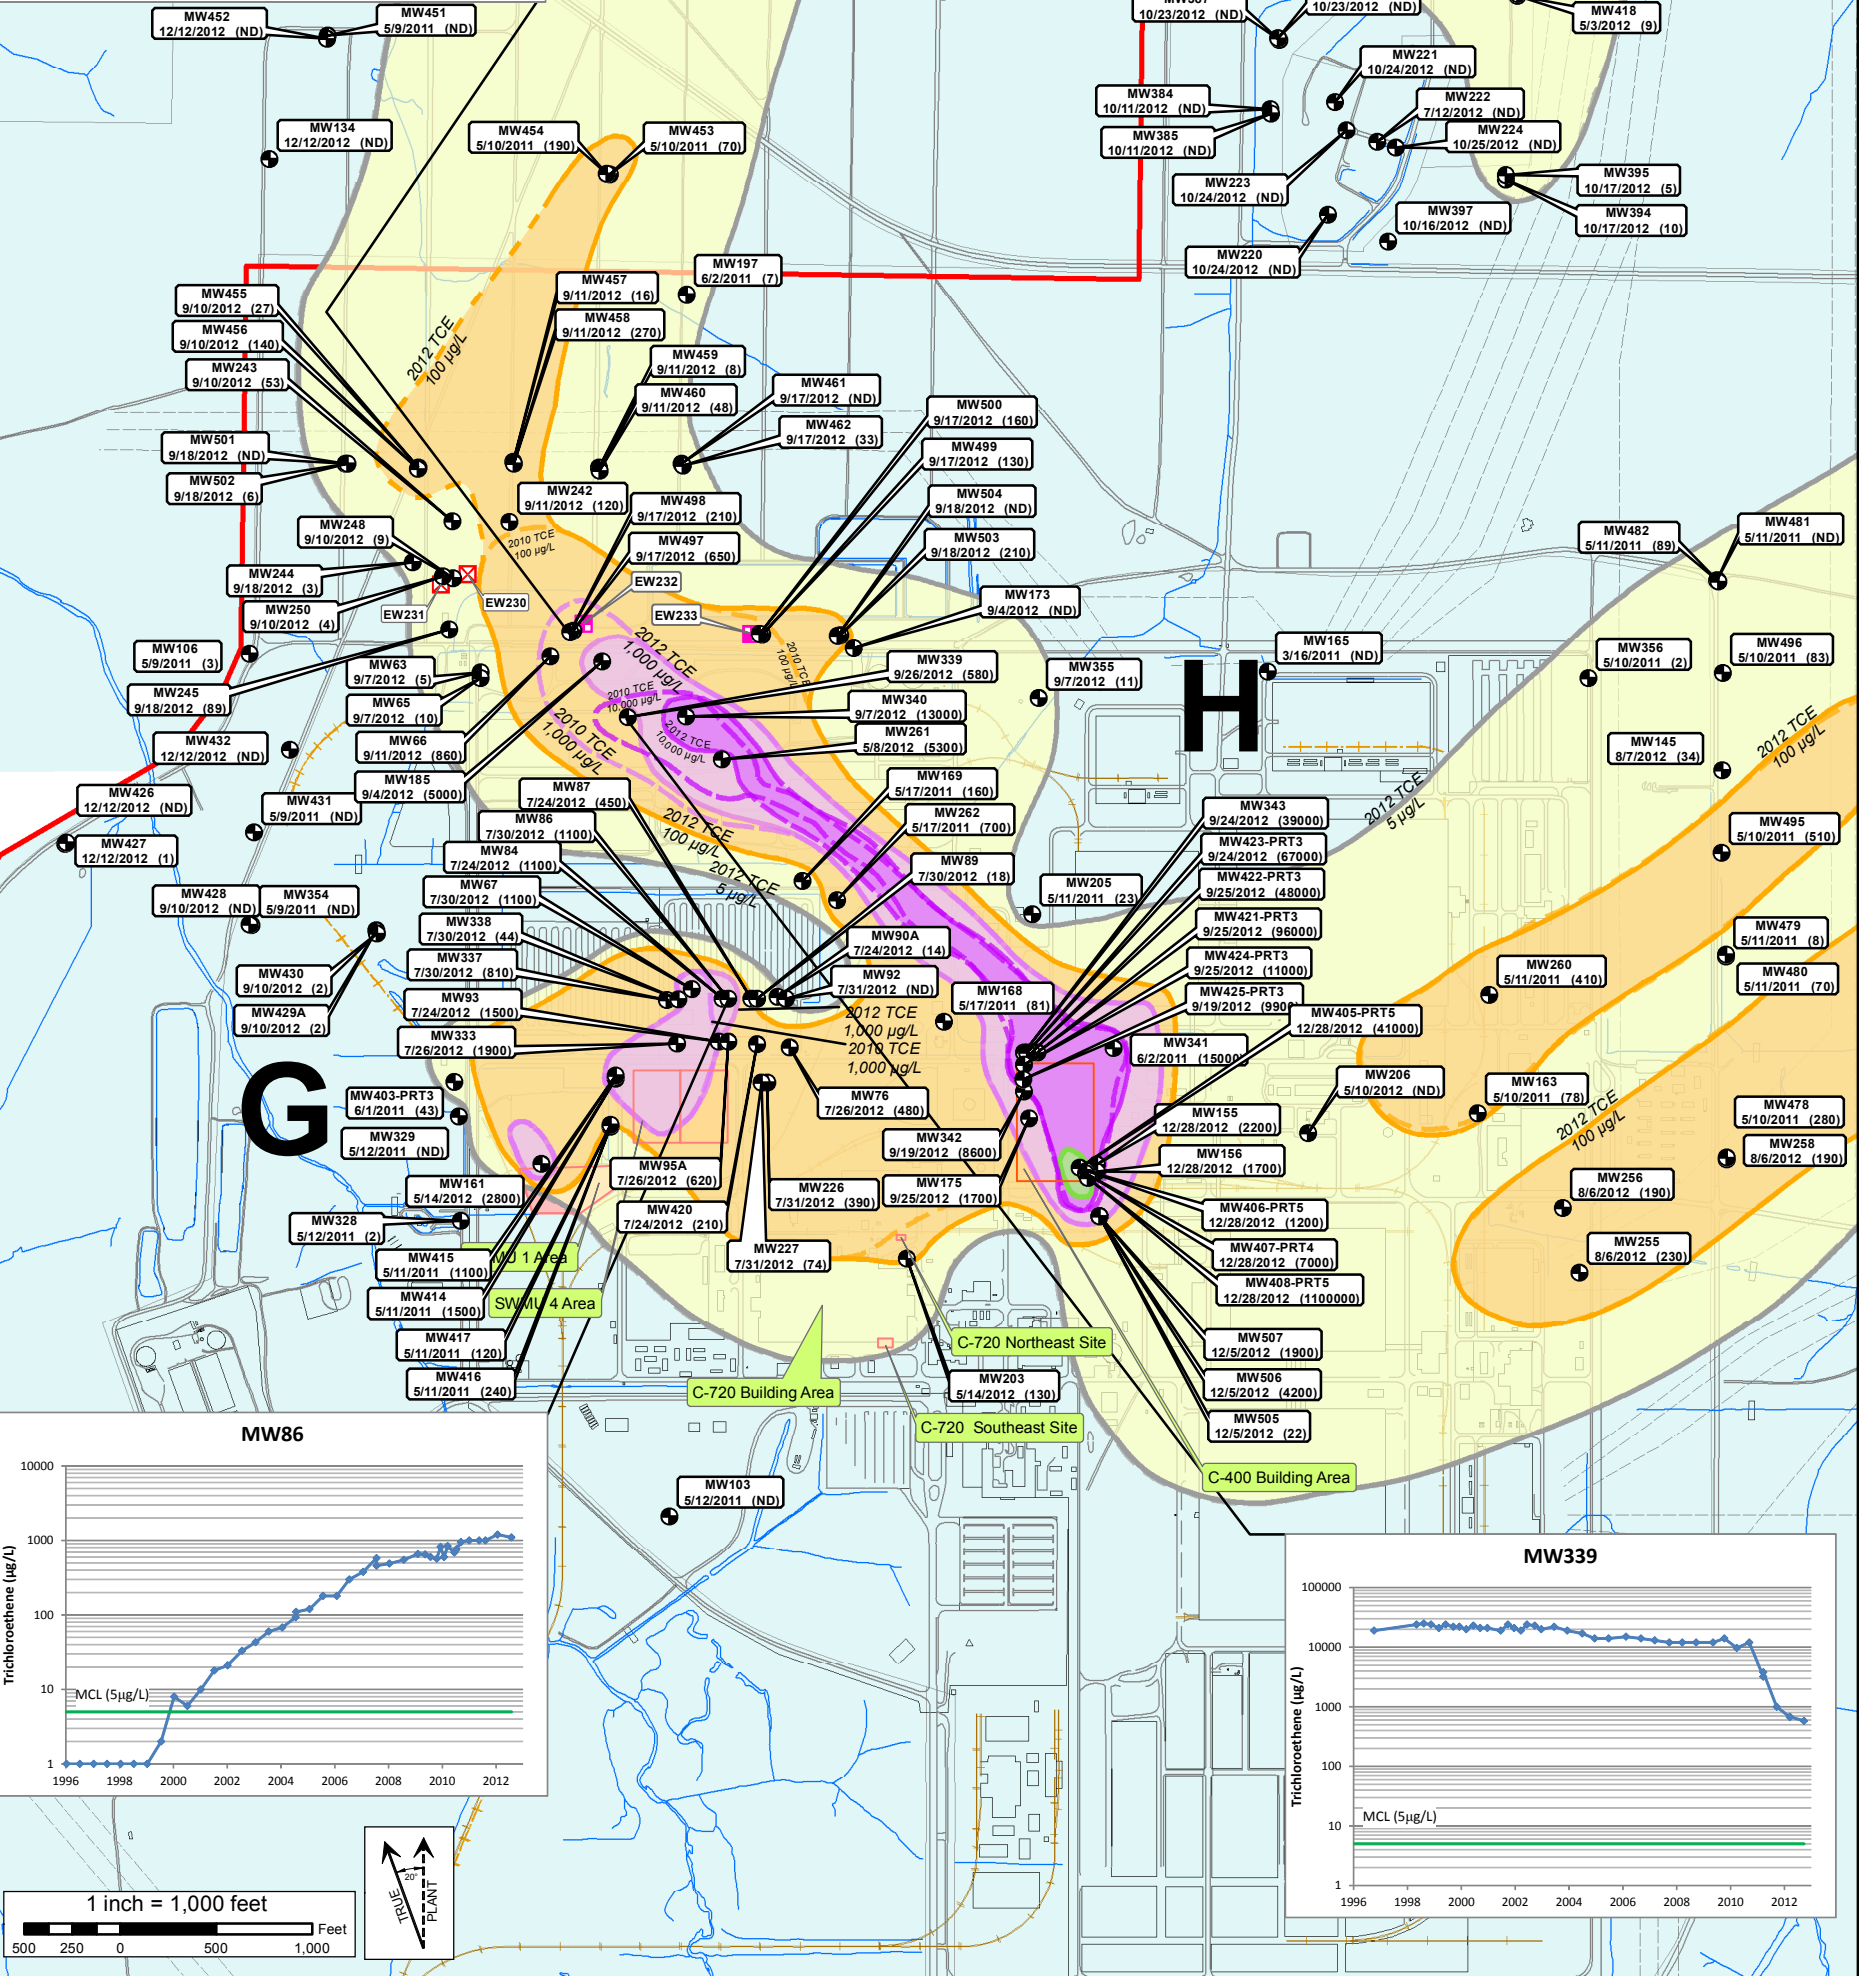 MW452
12/12/2012 (ND)
MW451
5/9/2011 (ND)
10/23/2012 (ND)
10/23/2012 (ND)
MW418
5/3/2012 (9)
MW221
10/24/2012 (ND)
MW384
10/11/2012 (ND)
MW222
7/12/2012 (ND)
MW134
12/12/2012 (ND)
MW454
5/10/2011 (190)
MW453
5/10/2011 (70)
MW385
10/11/2012 (ND)
MW224
10/25/2012 (ND)
MW223
10/24/2012 (ND)
MW395
10/17/2012 (5)
MW397
10/16/2012 (ND)
MW394
10/17/2012 (10)
MW220
10/24/2012 (ND)
MW197
6/2/2011 (7)
MW455
9/10/2012 (27)
MW457
9/11/2012 (16)
MW456
9/10/2012 (140)
MW458
9/11/2012 (270)
2012 TCE
100 µg/L
MW243
9/10/2012 (53)
MW459
9/11/2012 (8)
MW460
9/11/2012 (48)
MW461
9/17/2012 (ND)
MW500
9/17/2012 (160)
MW462
9/17/2012 (33)
MW501
9/18/2012 (ND)
MW499
9/17/2012 (130)
MW502
9/18/2012 (6)
MW242
9/11/2012 (120)
MW498
9/17/2012 (210)
MW504
9/18/2012 (ND)
MW248
9/10/2012 (9)
2010 TCE
100 µg/L
MW497
9/17/2012 (650)
MW503
9/18/2012 (210)
MW482
5/11/2011 (89)
MW481
5/11/2011 (ND)
MW244
9/18/2012 (3)
EW232
MW250
9/10/2012 (4)
EW231
EW230
EW233
MW173
9/4/2012 (ND)
MW106
5/9/2011 (3)
2012 TCE
1,000 µg/L
2010 TCE
100 µg/L
MW165
3/16/2011 (ND)
MW356
5/10/2011 (2)
MW496
5/10/2011 (83)
MW63
9/7/2012 (5)
MW339
9/26/2012 (580)
MW355
9/7/2012 (11)
H
MW245
9/18/2012 (89)
MW65
9/7/2012 (10)
2010 TCE
10,000 µg/L
MW340
9/7/2012 (13000)
MW432
12/12/2012 (ND)
MW66
9/11/2012 (860)
2010 TCE
1,000 µg/L
2012 TCE
10,000 µg/L
MW261
5/8/2012 (5300)
MW145
8/7/2012 (34)
2012 TCE
100 µg/L
MW185
9/4/2012 (5000)
MW426
12/12/2012 (ND)
MW431
5/9/2011 (ND)
MW87
7/24/2012 (450)
MW169
5/17/2011 (160)
2012 TCE
5 µg/L
MW86
7/30/2012 (1100)
2012 TCE
100 µg/L
MW262
5/17/2011 (700)
MW343
9/24/2012 (39000)
MW495
5/10/2011 (510)
MW427
12/12/2012 (1)
MW84
7/24/2012 (1100)
MW423-PRT3
9/24/2012 (67000)
MW67
7/30/2012 (1100)
2012 TCE
5 µg/L
MW89
7/30/2012 (18)
MW205
5/11/2011 (23)
MW422-PRT3
9/25/2012 (48000)
MW428
9/10/2012 (ND)
MW354
5/9/2011 (ND)
MW338
7/30/2012 (44)
MW90A
7/24/2012 (14)
MW421-PRT3
9/25/2012 (96000)
MW479
5/11/2011 (8)
MW337
7/30/2012 (810)
MW424-PRT3
9/25/2012 (11000)
MW430
9/10/2012 (2)
MW92
7/31/2012 (ND)
MW260
5/11/2011 (410)
MW480
5/11/2011 (70)
MW93
7/24/2012 (1500)
MW168
5/17/2011 (81)
MW425-PRT3
9/19/2012 (9900)
MW429A
9/10/2012 (2)
2012 TCE
1,000 µg/L
MW405-PRT5
12/28/2012 (41000)
MW333
7/26/2012 (1900)
2010 TCE
1,000 µg/L
MW341
6/2/2011 (15000)
G
MW403-PRT3
6/1/2011 (43)
MW76
7/26/2012 (480)
MW206
5/10/2012 (ND)
MW163
5/10/2011 (78)
2012 TCE
100 µg/L
MW478
5/10/2011 (280)
MW329
5/12/2011 (ND)
MW342
9/19/2012 (8600)
MW155
12/28/2012 (2200)
MW258
8/6/2012 (190)
MW161
5/14/2012 (2800)
MW95A
7/26/2012 (620)
MW226
7/31/2012 (390)
MW175
9/25/2012 (1700)
MW156
12/28/2012 (1700)
MW256
8/6/2012 (190)
MW328
5/12/2011 (2)
MW420
7/24/2012 (210)
MW406-PRT5
12/28/2012 (1200)
MW415
5/11/2011 (1100)
MU 1 Area
MW227
7/31/2012 (74)
MW407-PRT4
12/28/2012 (7000)
MW255
8/6/2012 (230)
MW414
5/11/2011 (1500)
SWMU 4 Area
MW408-PRT5
12/28/2012 (1100000)
MW417
5/11/2011 (120)
C-720 Northeast Site
MW507
12/5/2012 (1900)
MW416
5/11/2011 (240)
C-720 Building Area
MW203
5/14/2012 (130)
MW506
12/5/2012 (4200)
C-720 Southeast Site
MW505
12/5/2012 (22)
C-400 Building Area
MW103
5/12/2011 (ND)
MW86
Trichloroethene (µg/L)
10000
1000
100
10
1
MCL (5µg/L)
1996 1998 2000 2002 2004 2006 2008 2010 2012
MW339
Trichloroethene (µg/L)
100000
10000
1000
100
10
1
MCL (5µg/L)
1996 1998 2000 2002 2004 2006 2008 2010 2012
20°
TRUE
PLANT
1 inch = 1,000 feet
Feet
500 250 0 500 1,000